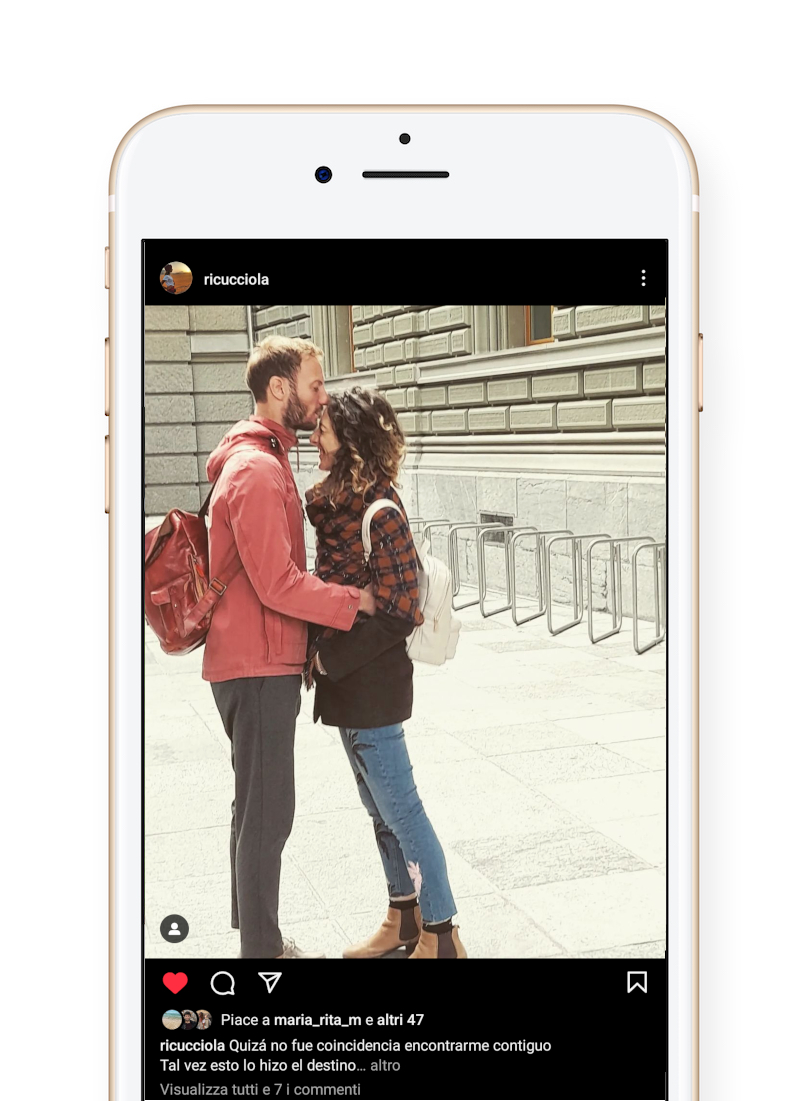 ricucciola
Piace a maria_rita_m e altri 47
ricucciola Quizá no fue coincidencia encontrarme contiguo
Tal vez esto lo hizo el destino... altro
Visualizza tutti e 7 i commenti